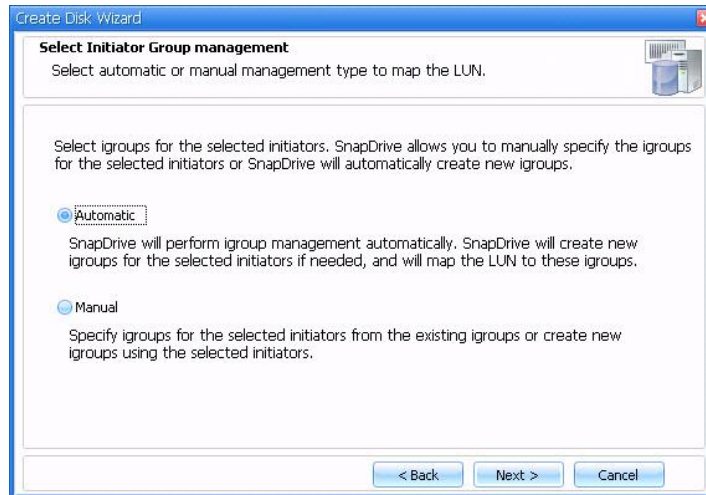 Create Disk Wizard
Select Initiator Group management
Select automatic or manual management type to map the LUN.
Select igroups for the selected initiators. SnapDrive allows you to manually specify the igroups
for the selected initiators or SnapDrive will automatically create new igroups.
Automatic
SnapDrive will perform igroup management automatically. SnapDrive will create new
igroups for the selected initiators if needed, and will map the LUN to these igroups.
Manual
Specify igroups for the selected initiators from the existing igroups or create new
igroups using the selected initiators.
< Back Next > Cancel